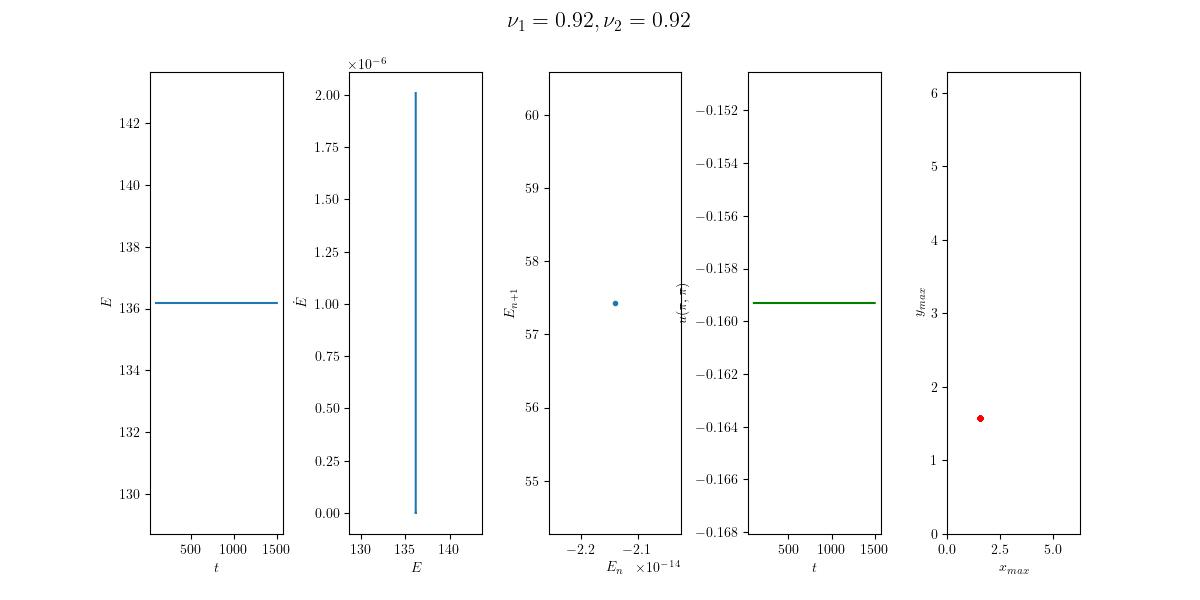 ν₁ = 0.92, ν₂ = 0.92
142
140
138
136
134
132
130
E
500 1000 1500
t
×10⁻⁶
2.00
1.75
1.50
1.25
1.00
0.75
0.50
0.25
0.00
Ė
130 135 140
E
60
59
58
57
56
55
Eₙ₊₁
−2.2 −2.1
Eₙ ×10⁻¹⁴
−0.152
−0.154
−0.156
−0.158
−0.160
−0.162
−0.164
−0.166
−0.168
u(π, π)
500 1000 1500
t
6
5
4
3
2
1
0
y_max
0.0 2.5 5.0
x_max